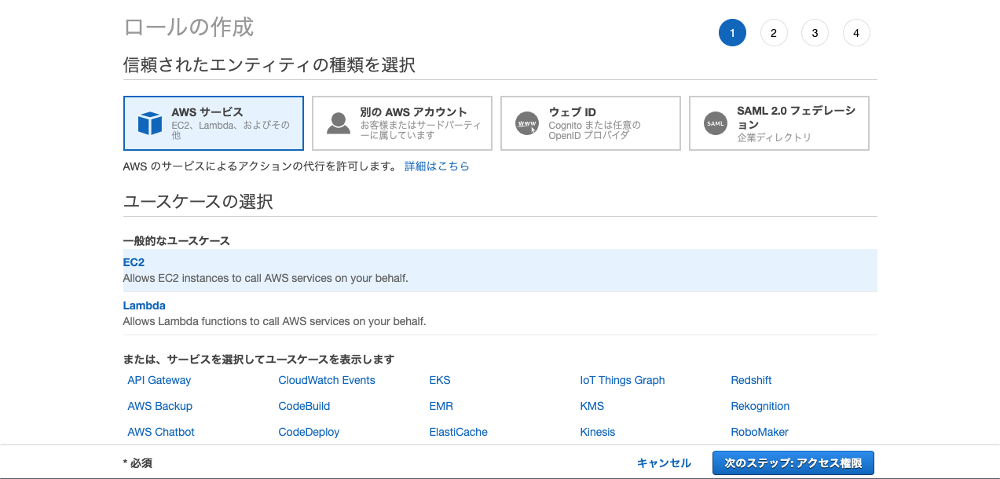 ロールの作成
1 2 3 4
信頼されたエンティティの種類を選択
AWS サービス
EC2、Lambda、およびその
他
別の AWS アカウント
お客様またはサードパーティ
ーに属しています
WWW
ウェブ ID
Cognito または任意の
OpenID プロバイダ
SAML
SAML 2.0 フェデレーシ
ョン
企業ディレクトリ
AWS のサービスによるアクションの代行を許可します。 詳細はこちら
ユースケースの選択
一般的なユースケース
EC2
Allows EC2 instances to call AWS services on your behalf.
Lambda
Allows Lambda functions to call AWS services on your behalf.
または、サービスを選択してユースケースを表示します
API Gateway CloudWatch Events EKS IoT Things Graph Redshift
AWS Backup CodeBuild EMR KMS Rekognition
AWS Chatbot CodeDeploy ElastiCache Kinesis RoboMaker
* 必須 キャンセル 次のステップ: アクセス権限